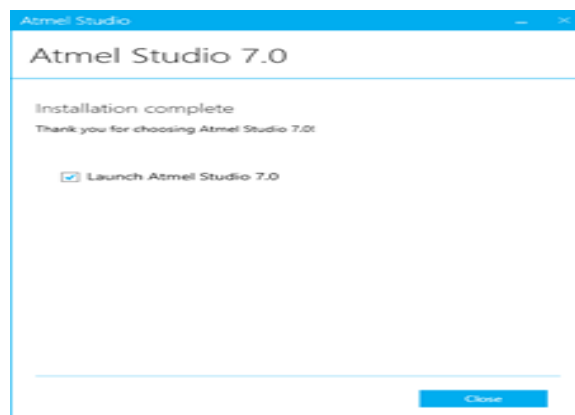 Atmel Studio
Atmel Studio 7.0
Installation complete
Thank you for choosing Atmel Studio 7.0!
Launch Atmel Studio 7.0
Close